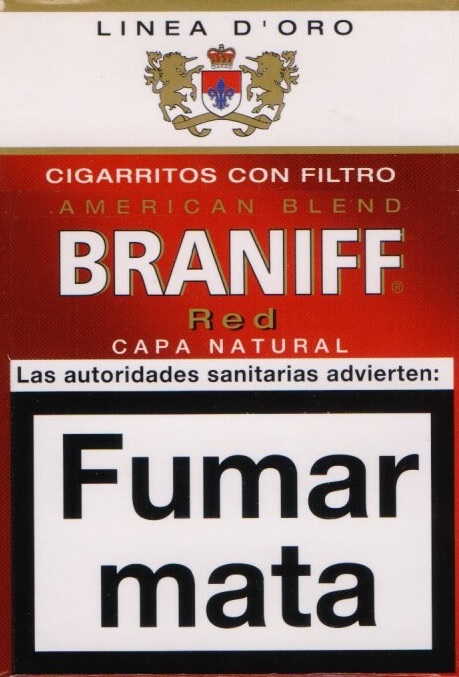 LINEA D'ORO
CIGARRITOS CON FILTRO
AMERICAN BLEND
BRANIFF®
Red
CAPA NATURAL
Las autoridades sanitarias advierten:
Fumar
mata